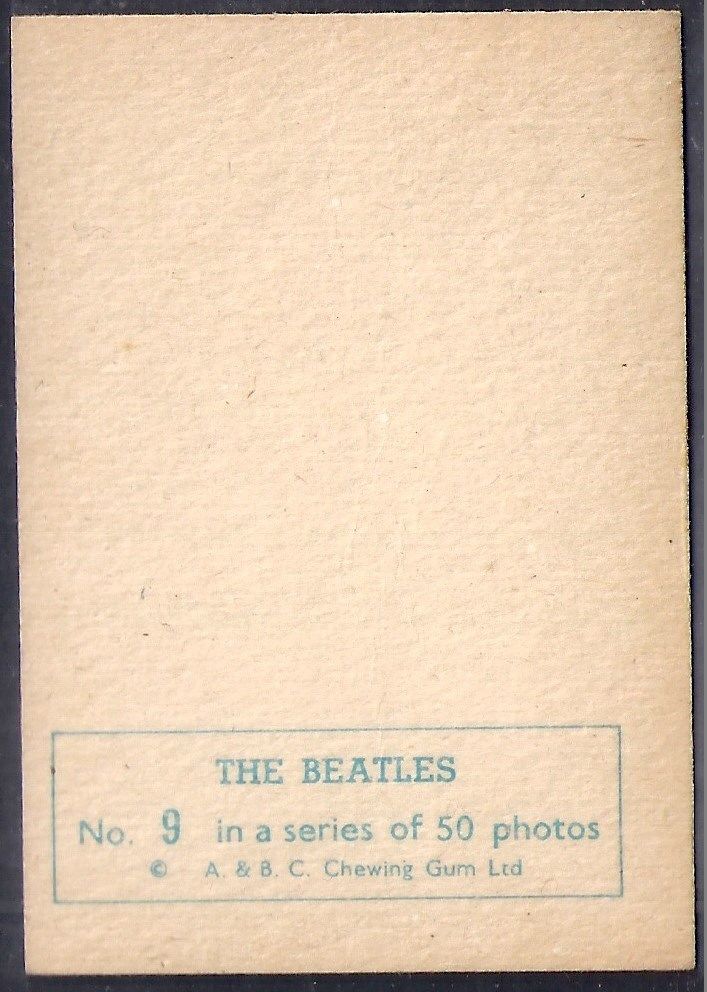 THE BEATLES
No. 9 in a series of 50 photos
© A. & B. C. Chewing Gum Ltd